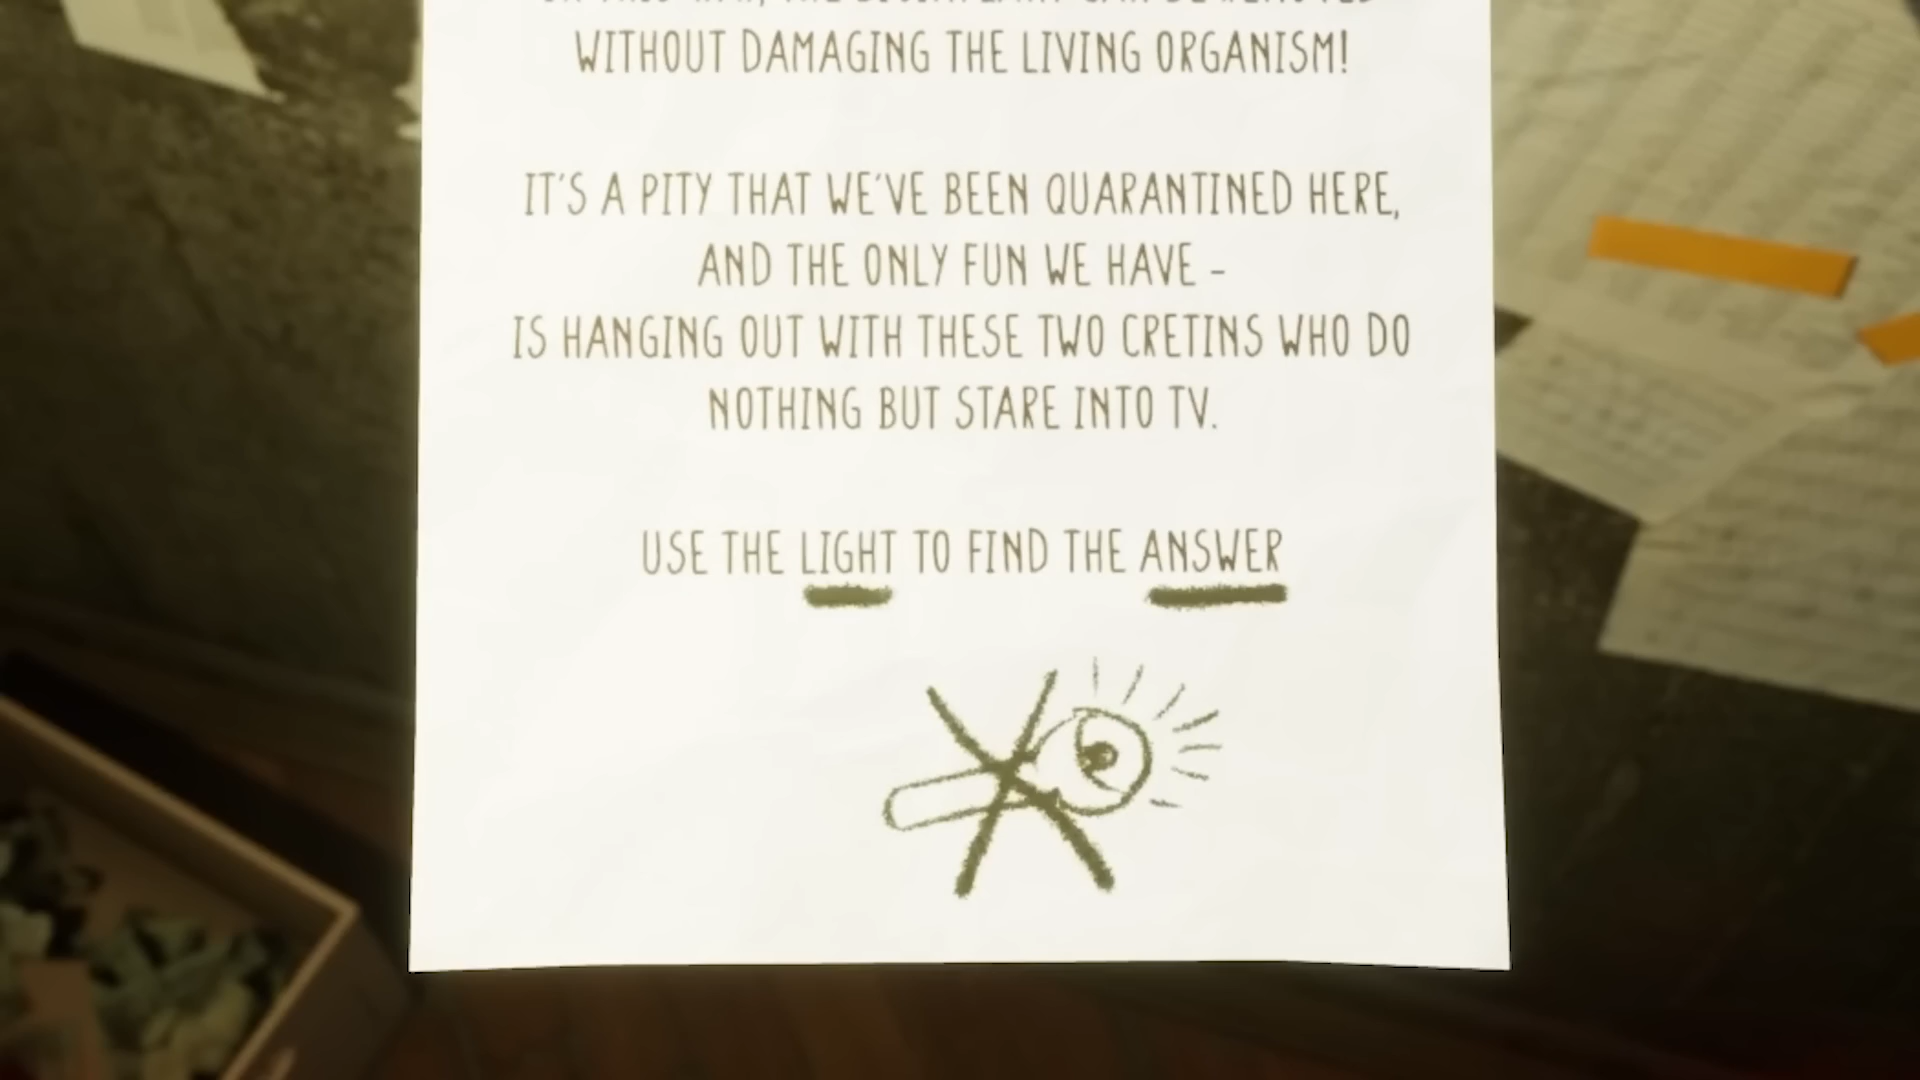 WITHOUT DAMAGING THE LIVING ORGANISM!
IT'S A PITY THAT WE'VE BEEN QUARANTINED HERE,
AND THE ONLY FUN WE HAVE -
IS HANGING OUT WITH THESE TWO CRETINS WHO DO
NOTHING BUT STARE INTO TV.
USE THE LIGHT TO FIND THE ANSWER